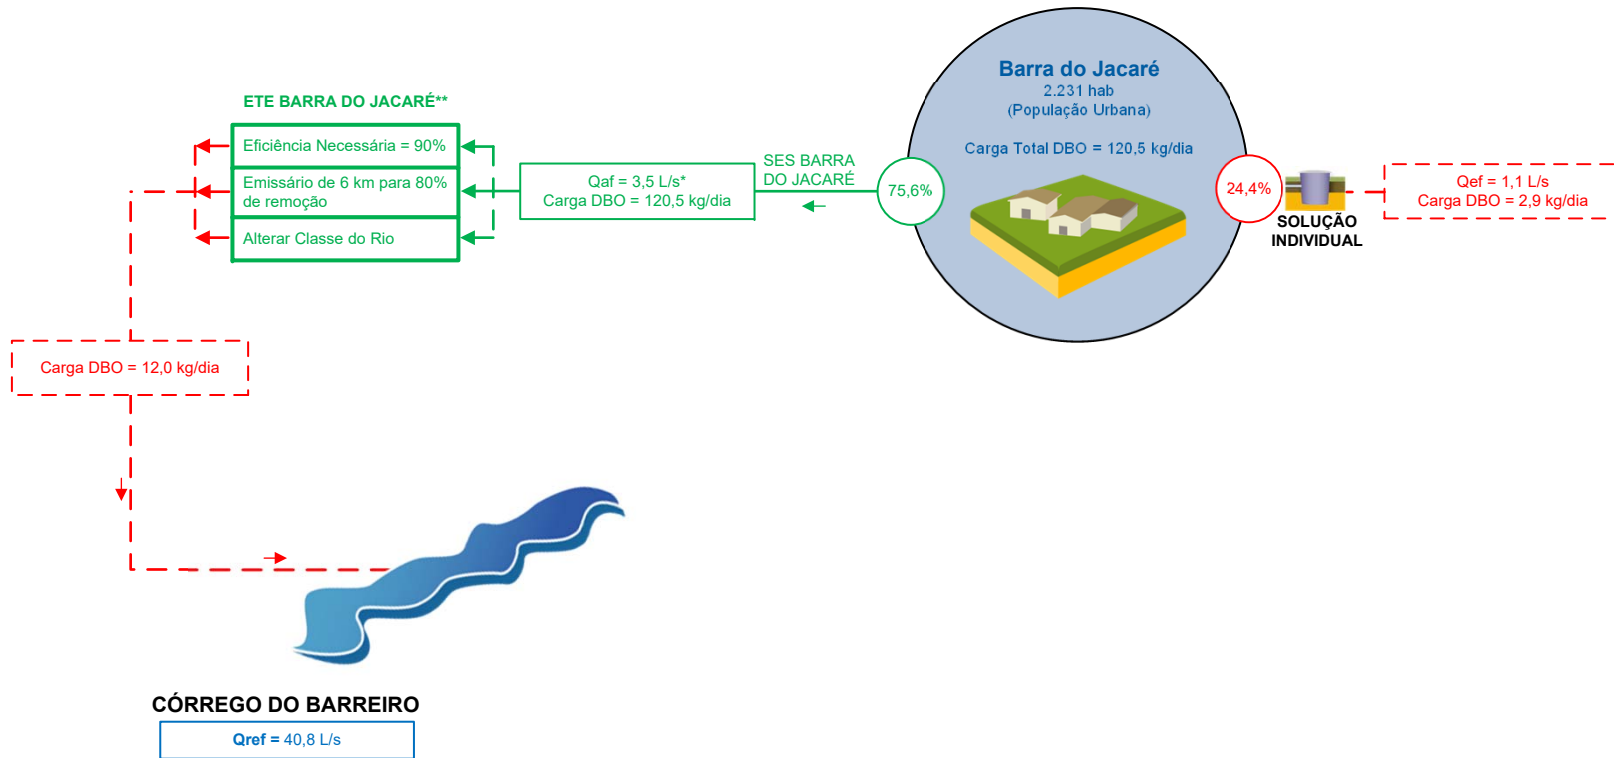 Barra do Jacaré
2.231 hab
(População Urbana)
Carga Total DBO = 120,5 kg/dia
ETE BARRA DO JACARÉ**
Eficiência Necessária = 90%
Emissário de 6 km para 80%
de remoção
Alterar Classe do Rio
Qaf = 3,5 L/s*
Carga DBO = 120,5 kg/dia
SES BARRA
DO JACARÉ
75,6%
24,4%
SOLUÇÃO
INDIVIDUAL
Qef = 1,1 L/s
Carga DBO = 2,9 kg/dia
Carga DBO = 12,0 kg/dia
CÓRREGO DO BARREIRO
Qref = 40,8 L/s